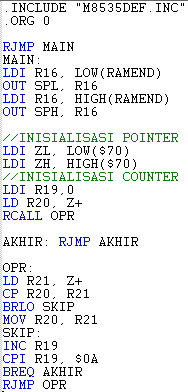 .INCLUDE "M8535DEF.INC"
.ORG 0
RJMP MAIN
MAIN:
LDI R16, LOW(RAMEND)
OUT SPL, R16
LDI R16, HIGH(RAMEND)
OUT SPH, R16
//INISIALISASI POINTER
LDI ZL, LOW($70)
LDI ZH, HIGH($70)
//INISIALISASI COUNTER
LDI R19,0
LD R20, Z+
RCALL OPR
AKHIR: RJMP AKHIR
OPR:
LD R21, Z+
CP R20, R21
BRLO SKIP
MOV R20, R21
SKIP:
INC R19
CPI R19, $0A
BREQ AKHIR
RJMP OPR